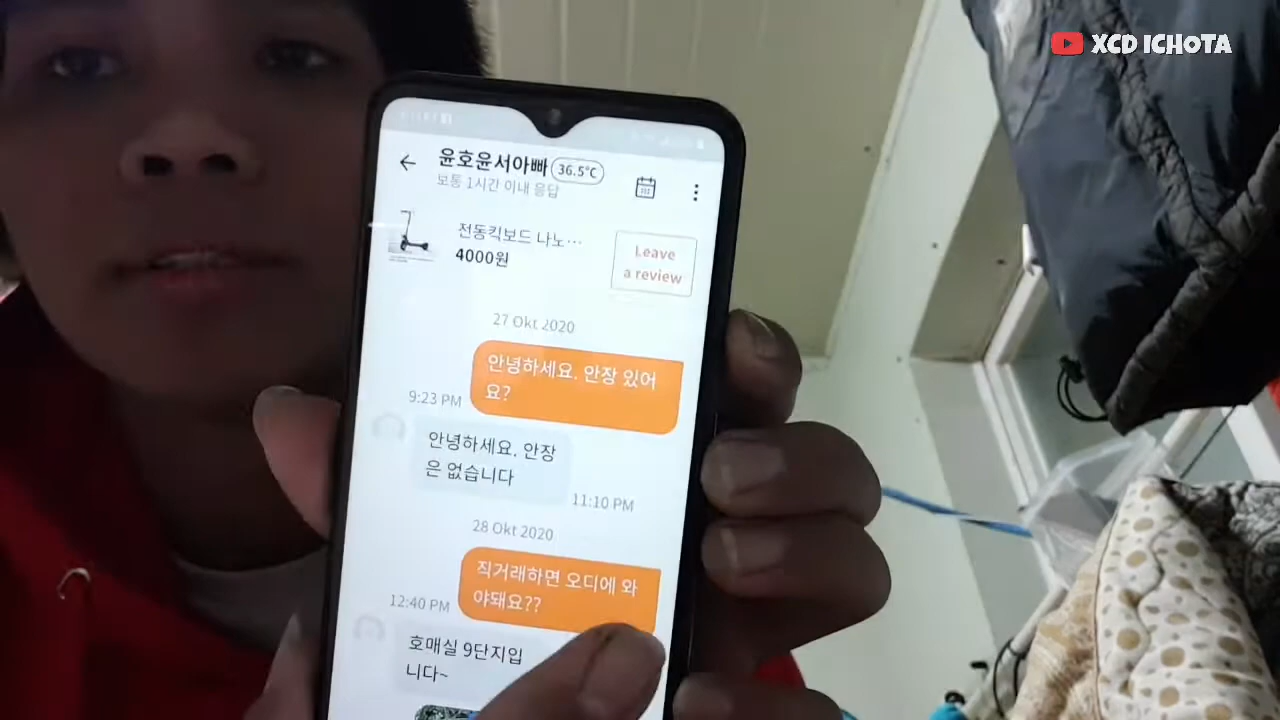 XCD ICHOTA
윤호윤서아빠 36.5°C
보통 1시간 이내 응답
전동킥보드 나노…
4000원
Leave
a review
27 Okt 2020
안녕하세요. 안장 있어
요?
9:23 PM
안녕하세요. 안장
은 없습니다
11:10 PM
28 Okt 2020
직거래하면 오디에 와
야돼요??
12:40 PM
호매실 9단지입
니다~